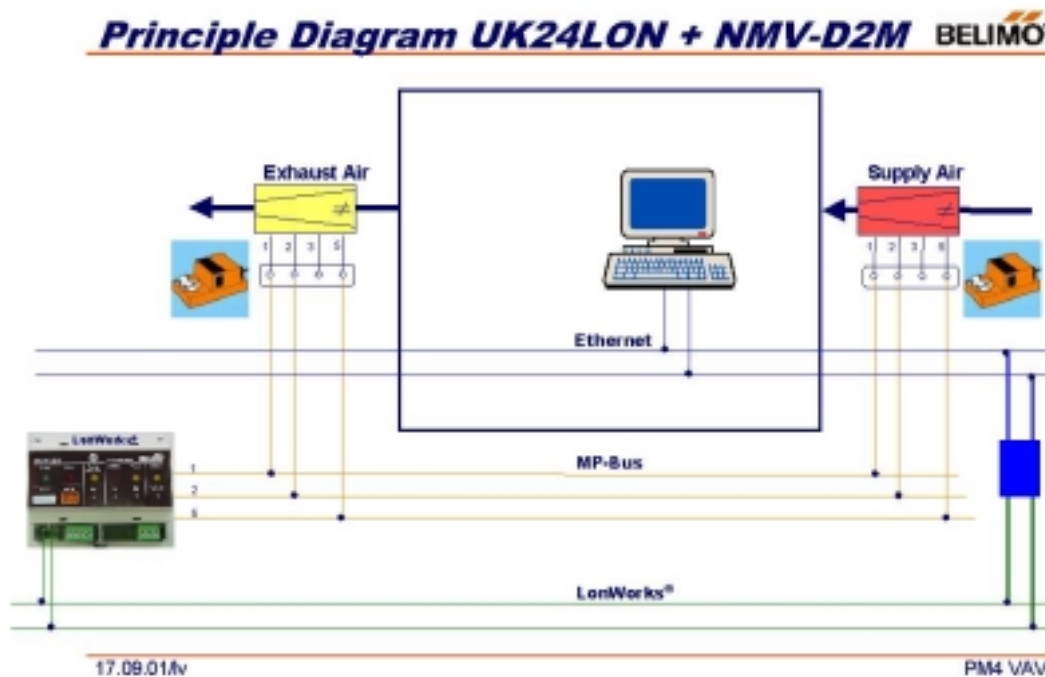 Principle Diagram UK24LON + NMV-D2M
BELIMO
Exhaust Air
Supply Air
1 2 3 5
1 2 3 5
Ethernet
LonWorks
MP-Bus
1
2
5
LonWorks®
17.09.01/lv
PM4 VAV